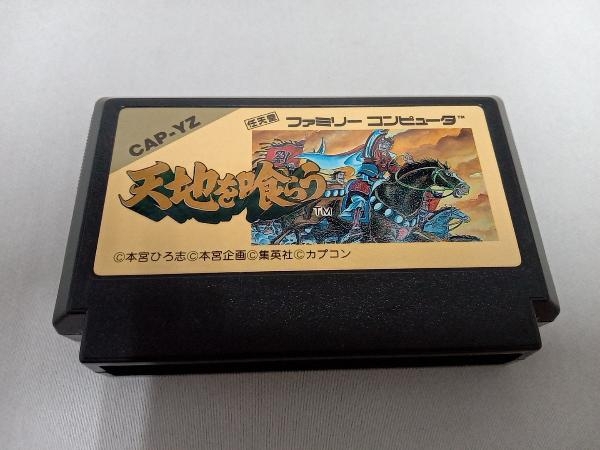 CAP-YZ
任天堂 ファミリー コンピュータ™
天地を喰らう
TM
©本宮ひろ志©本宮企画©集英社©カプコン